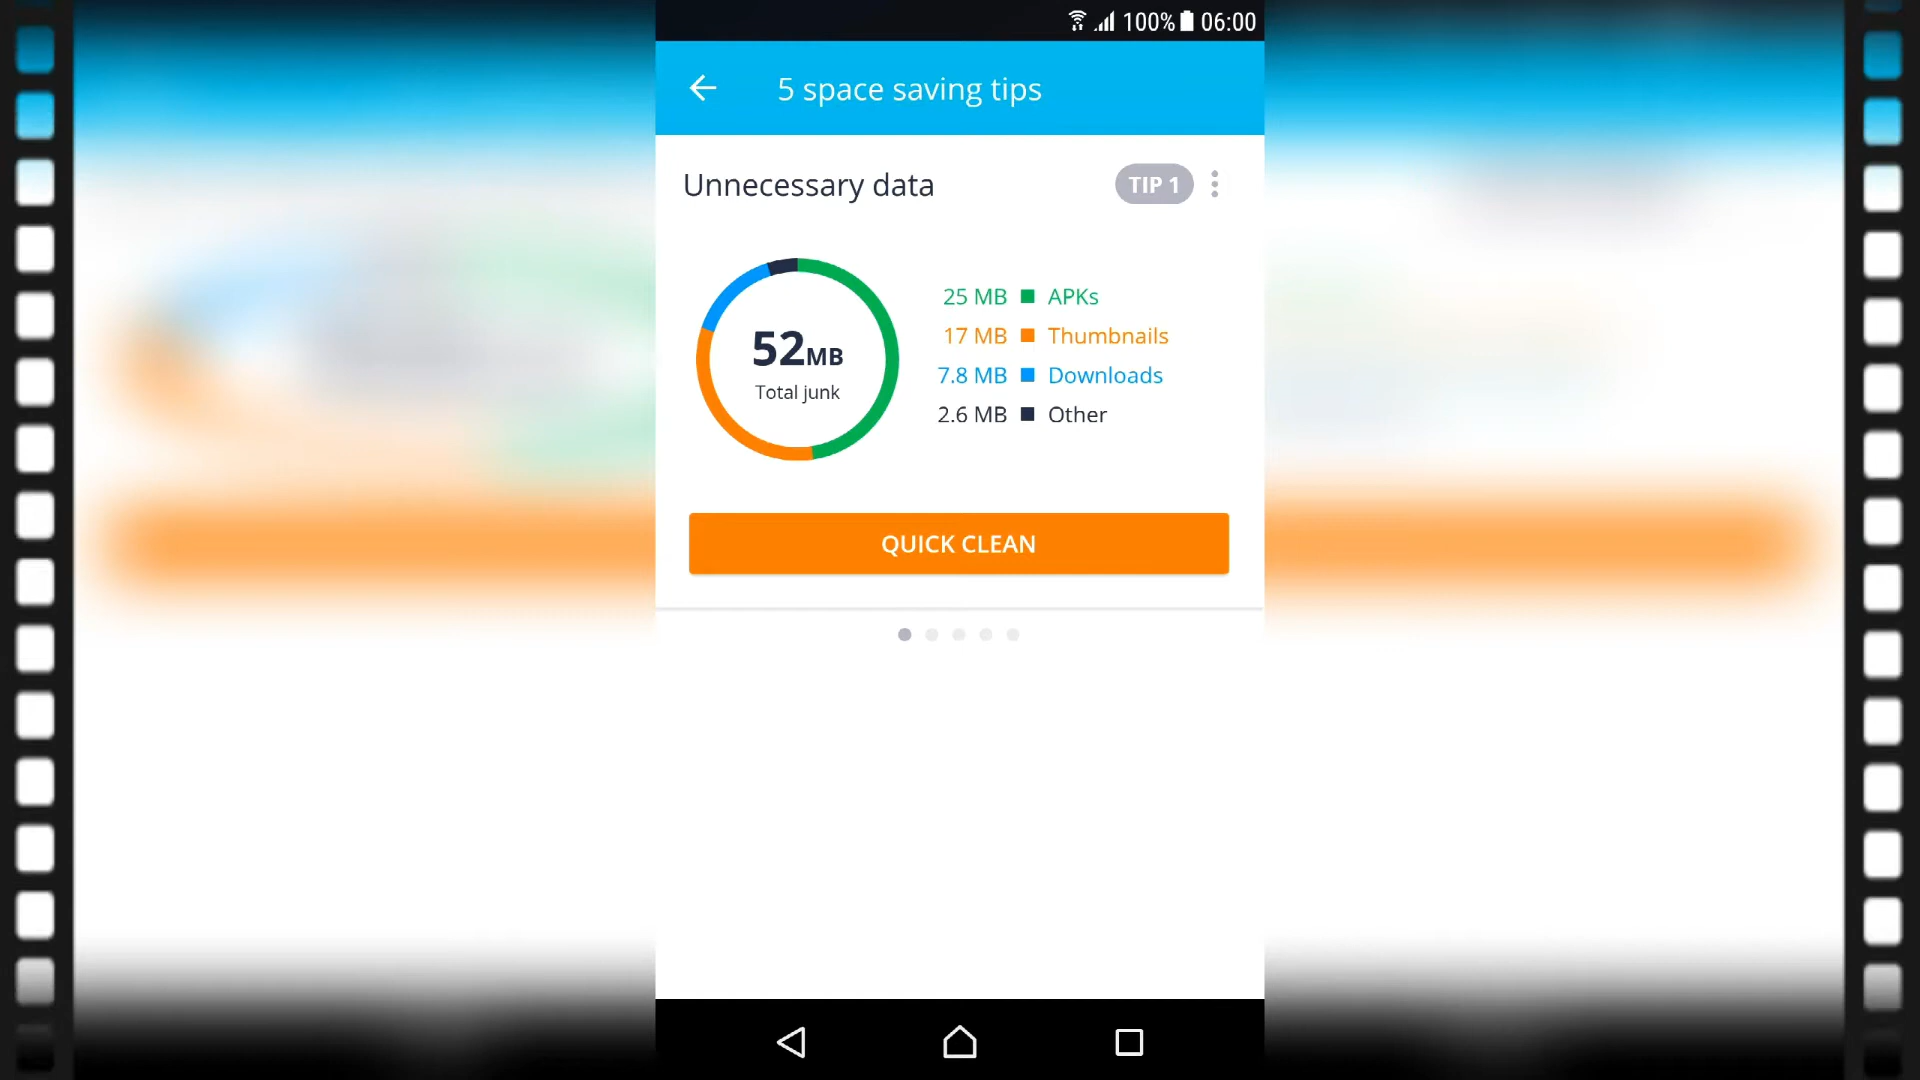 100% 06:00
5 space saving tips
Unnecessary data TIP 1
52MB
Total junk
25 MB APKs
17 MB Thumbnails
7.8 MB Downloads
2.6 MB Other
QUICK CLEAN